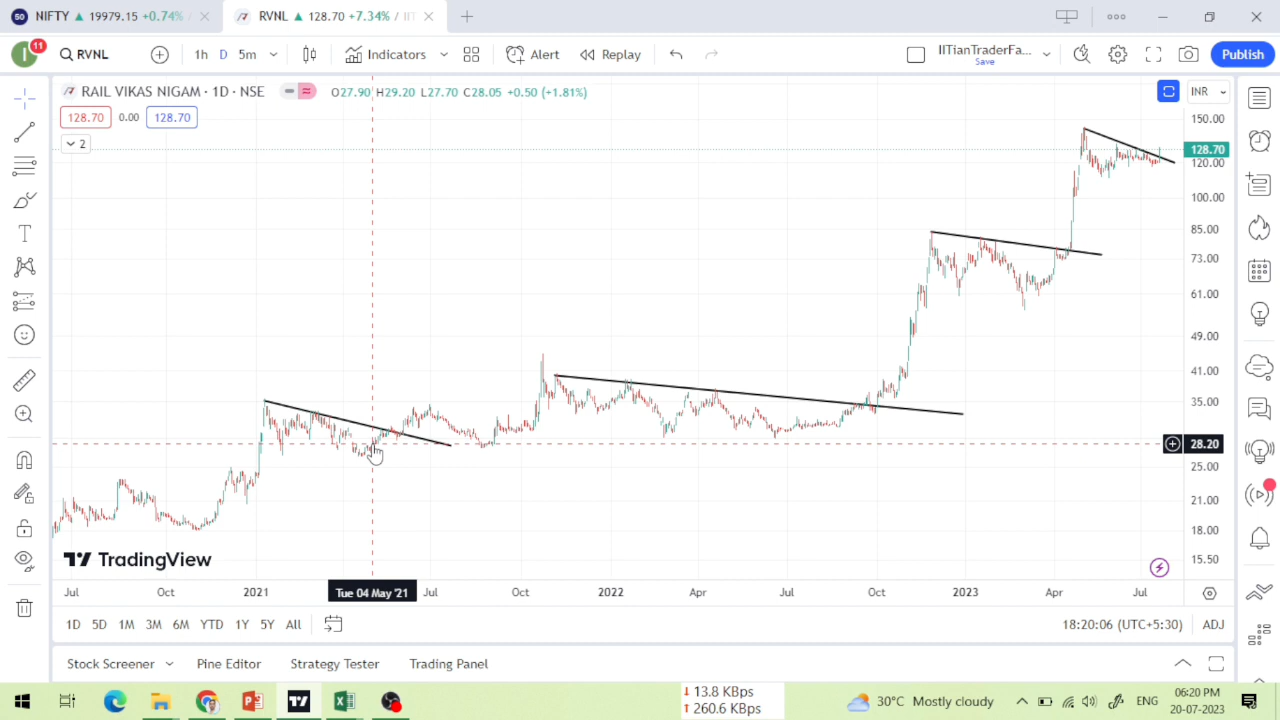 50 NIFTY ▲ 19979.15 +0.74% /
RVNL ▲ 128.70 +7.34% / IIT
11 RVNL 1h D 5m Indicators Alert Replay IITianTraderFa... Save Publish
RAIL VIKAS NIGAM · 1D · NSE O27.90 H29.20 L27.70 C28.05 +0.50 (+1.81%) INR
128.70 0.00 128.70
2
150.00
128.70
120.00
100.00
85.00
73.00
61.00
49.00
41.00
35.00
28.20
25.00
21.00
18.00
15.50
TradingView
Jul Oct 2021 Tue 04 May '21 Jul Oct 2022 Apr Jul Oct 2023 Apr Jul
1D 5D 1M 3M 6M YTD 1Y 5Y All 18:20:06 (UTC+5:30) ADJ
Stock Screener Pine Editor Strategy Tester Trading Panel
↓ 13.8 KBps
↑ 260.6 KBps
30°C Mostly cloudy ENG
06:20 PM
20-07-2023